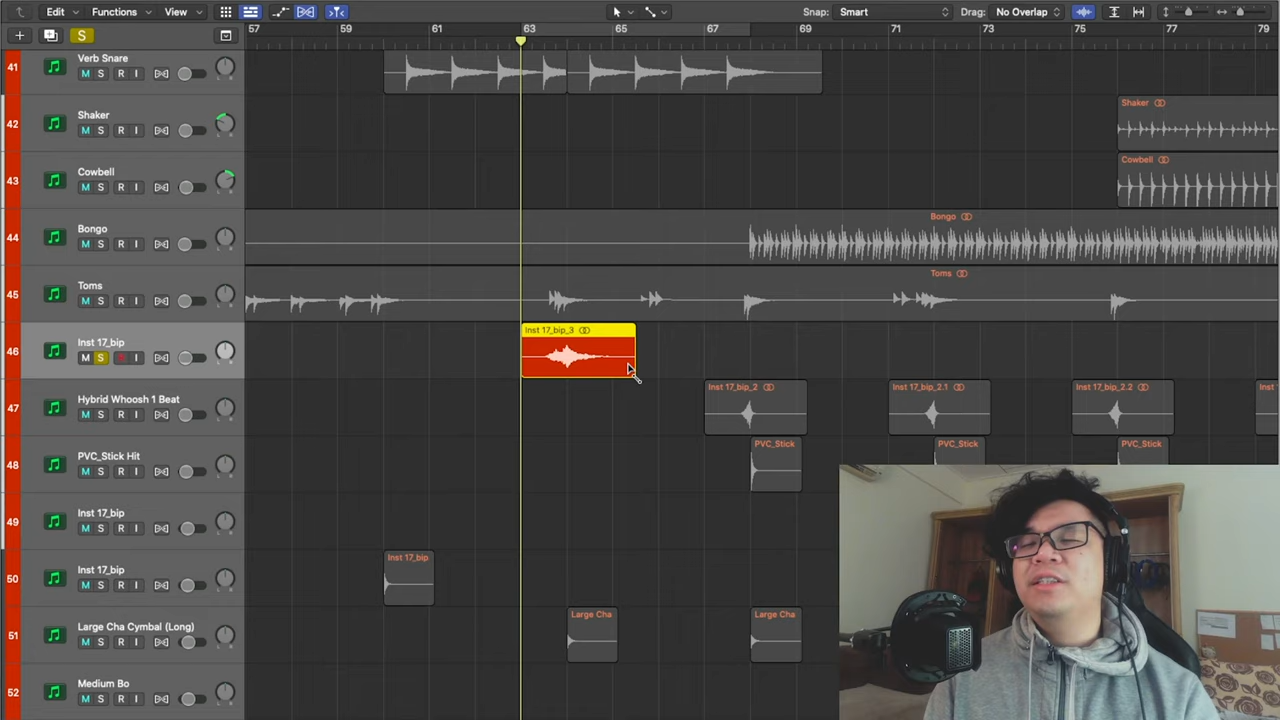 Edit Functions View Snap: Smart Drag: No Overlap
S 57 59 61 63 65 67 69 71 73 75 77 79
41 Verb Snare
M S R I
42 Shaker Shaker
M S R I
43 Cowbell Cowbell
M S R I
44 Bongo Bongo
M S R I
45 Toms Toms
M S R I
46 Inst 17_bip Inst 17_bip_3
M S R I
47 Hybrid Whoosh 1 Beat Inst 17_bip_2 Inst 17_bip_2.1 Inst 17_bip_2.2 Inst
M S R I
48 PVC_Stick Hit PVC_Stick PVC_Stick PVC_Stick
M S R I
49 Inst 17_bip
M S R I
50 Inst 17_bip Inst 17_bip
M S R I
51 Large Cha Cymbal (Long) Large Cha Large Cha
M S R I
52 Medium Bo
M S R I